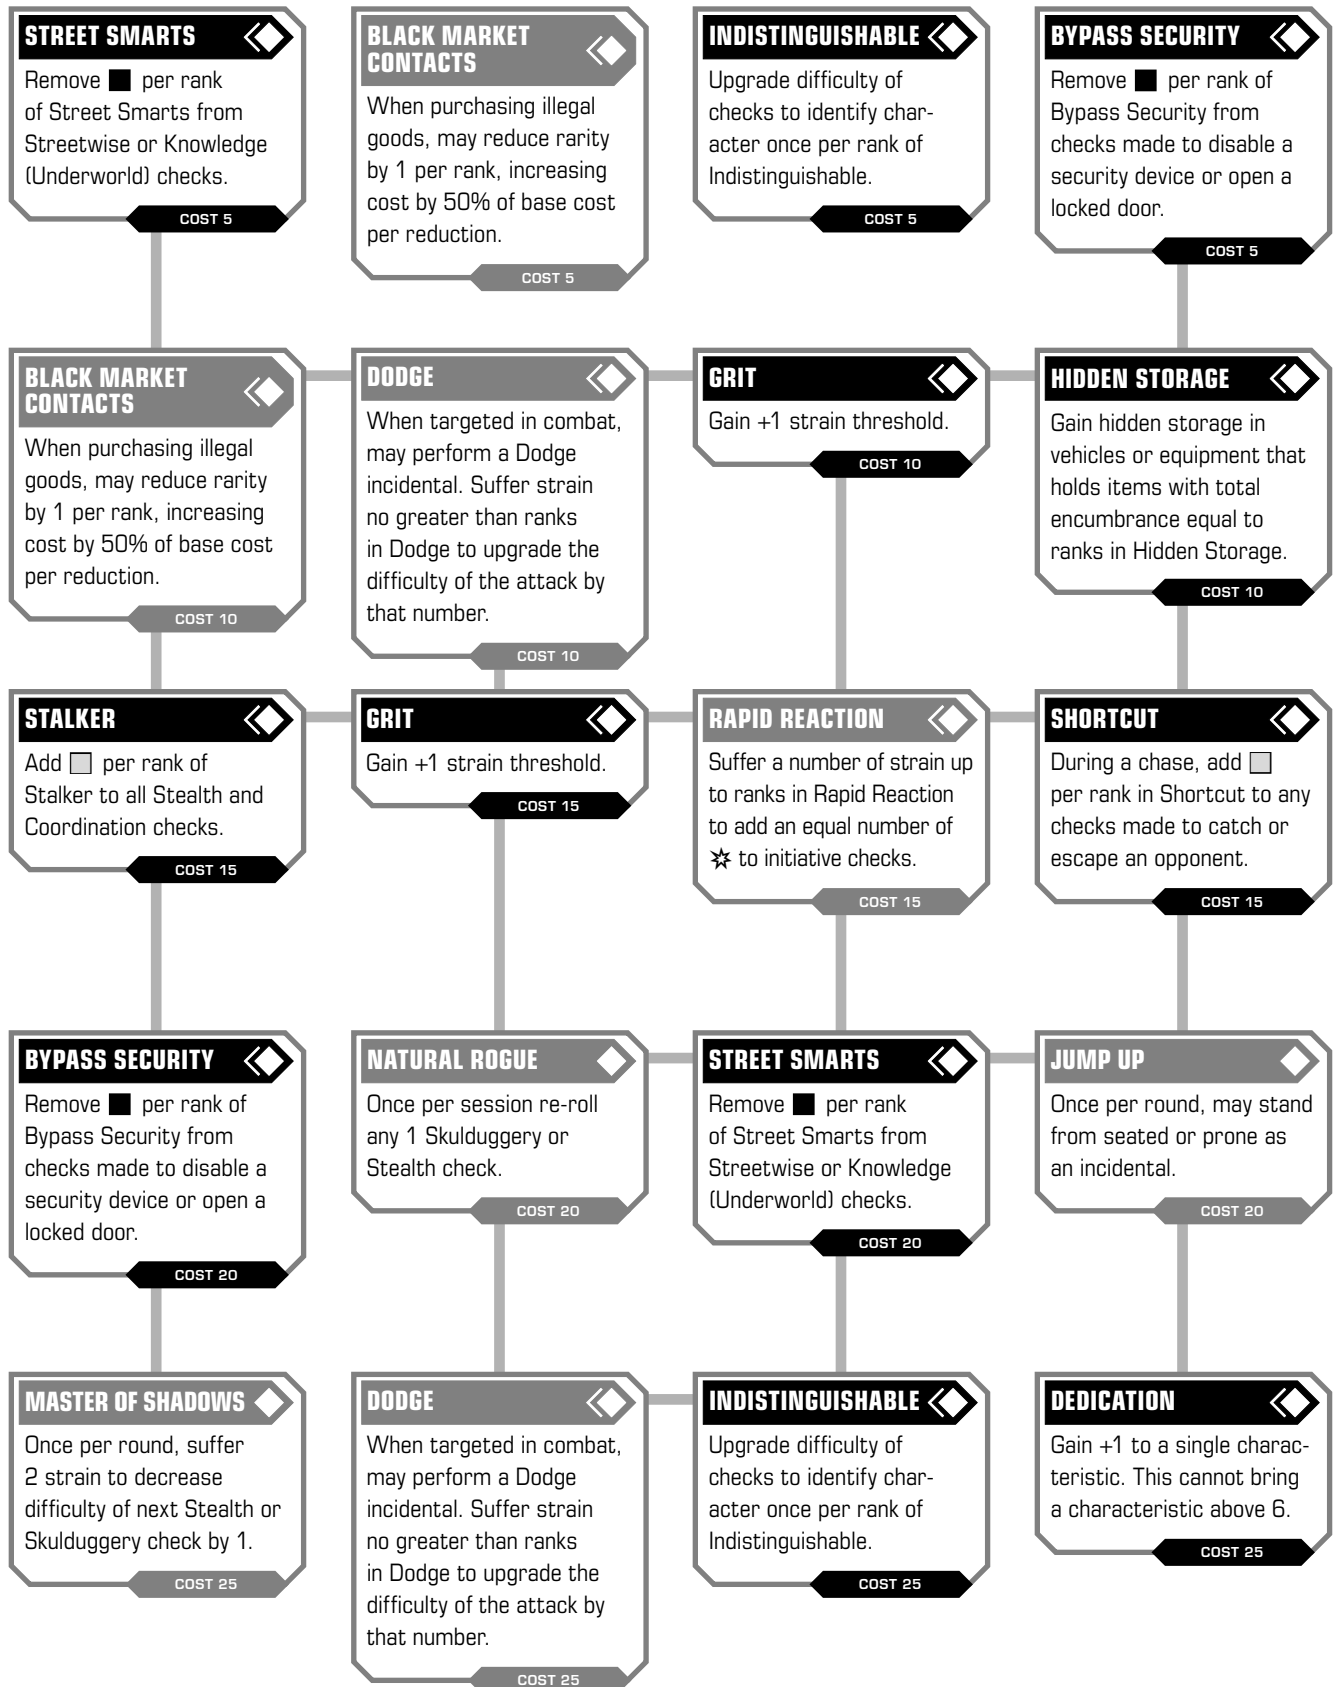 STREET SMARTS
Remove per rank
of Street Smarts from
Streetwise or Knowledge
(Underworld) checks.
COST 5
BLACK MARKET
CONTACTS
When purchasing illegal
goods, may reduce rarity
by 1 per rank, increasing
cost by 50% of base cost
per reduction.
COST 5
INDISTINGUISHABLE
Upgrade difficulty of
checks to identify char-
acter once per rank of
Indistinguishable.
COST 5
BYPASS SECURITY
Remove per rank of
Bypass Security from
checks made to disable a
security device or open a
locked door.
COST 5
BLACK MARKET
CONTACTS
When purchasing illegal
goods, may reduce rarity
by 1 per rank, increasing
cost by 50% of base cost
per reduction.
COST 10
DODGE
When targeted in combat,
may perform a Dodge
incidental. Suffer strain
no greater than ranks
in Dodge to upgrade the
difficulty of the attack by
that number.
COST 10
GRIT
Gain +1 strain threshold.
COST 10
HIDDEN STORAGE
Gain hidden storage in
vehicles or equipment that
holds items with total
encumbrance equal to
ranks in Hidden Storage.
COST 10
STALKER
Add per rank of
Stalker to all Stealth and
Coordination checks.
COST 15
GRIT
Gain +1 strain threshold.
COST 15
RAPID REACTION
Suffer a number of strain up
to ranks in Rapid Reaction
to add an equal number of
to initiative checks.
COST 15
SHORTCUT
During a chase, add
per rank in Shortcut to any
checks made to catch or
escape an opponent.
COST 15
BYPASS SECURITY
Remove per rank of
Bypass Security from
checks made to disable a
security device or open a
locked door.
COST 20
NATURAL ROGUE
Once per session re-roll
any 1 Skulduggery or
Stealth check.
COST 20
STREET SMARTS
Remove per rank
of Street Smarts from
Streetwise or Knowledge
(Underworld) checks.
COST 20
JUMP UP
Once per round, may stand
from seated or prone as
an incidental.
COST 20
MASTER OF SHADOWS
Once per round, suffer
2 strain to decrease
difficulty of next Stealth or
Skulduggery check by 1.
COST 25
DODGE
When targeted in combat,
may perform a Dodge
incidental. Suffer strain
no greater than ranks
in Dodge to upgrade the
difficulty of the attack by
that number.
COST 25
INDISTINGUISHABLE
Upgrade difficulty of
checks to identify char-
acter once per rank of
Indistinguishable.
COST 25
DEDICATION
Gain +1 to a single charac-
teristic. This cannot bring
a characteristic above 6.
COST 25